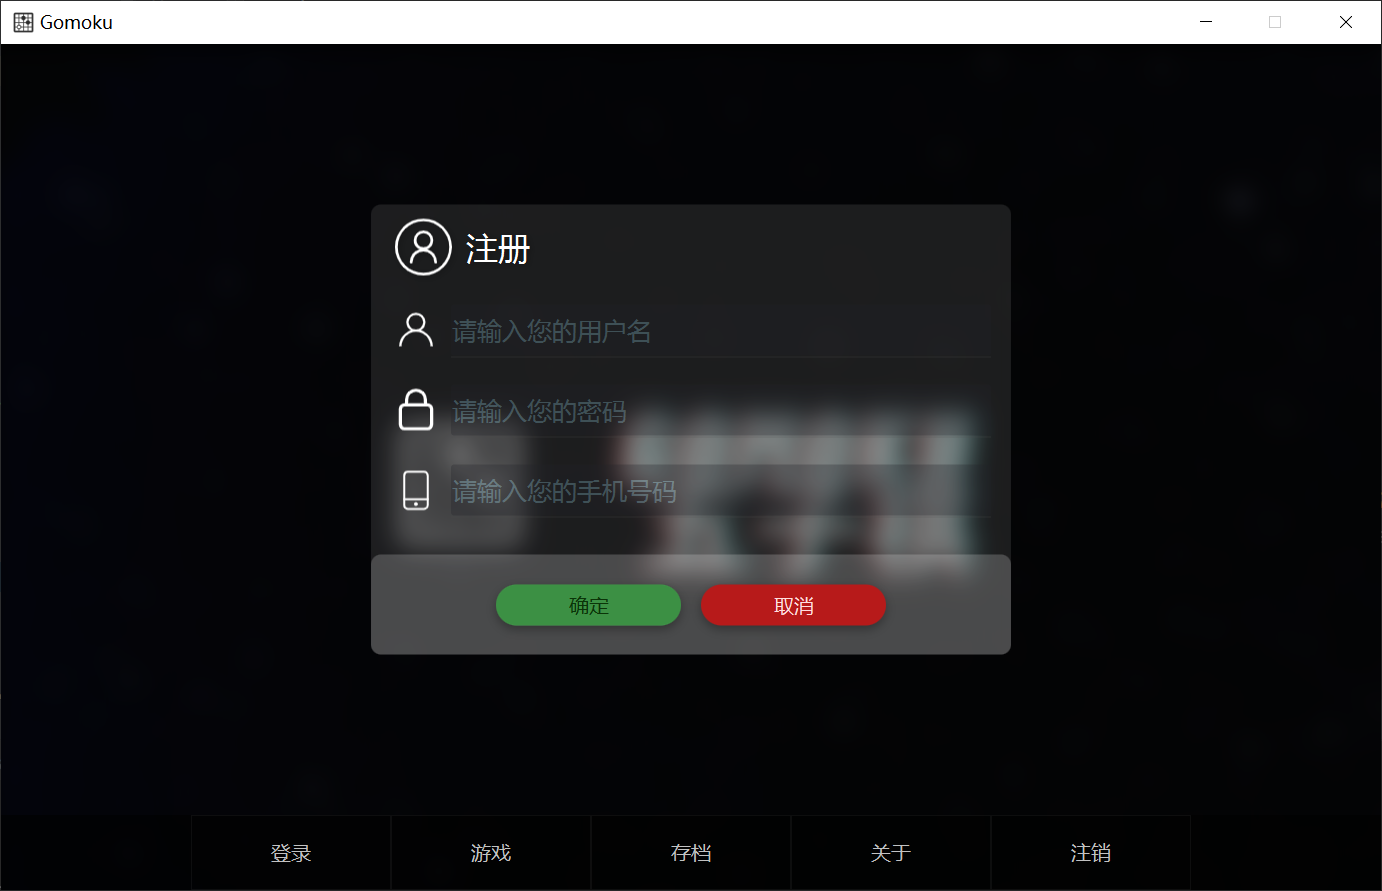 Gomoku
注册
请输入您的用户名
请输入您的密码
请输入您的手机号码
确定 取消
登录 游戏 存档 关于 注销